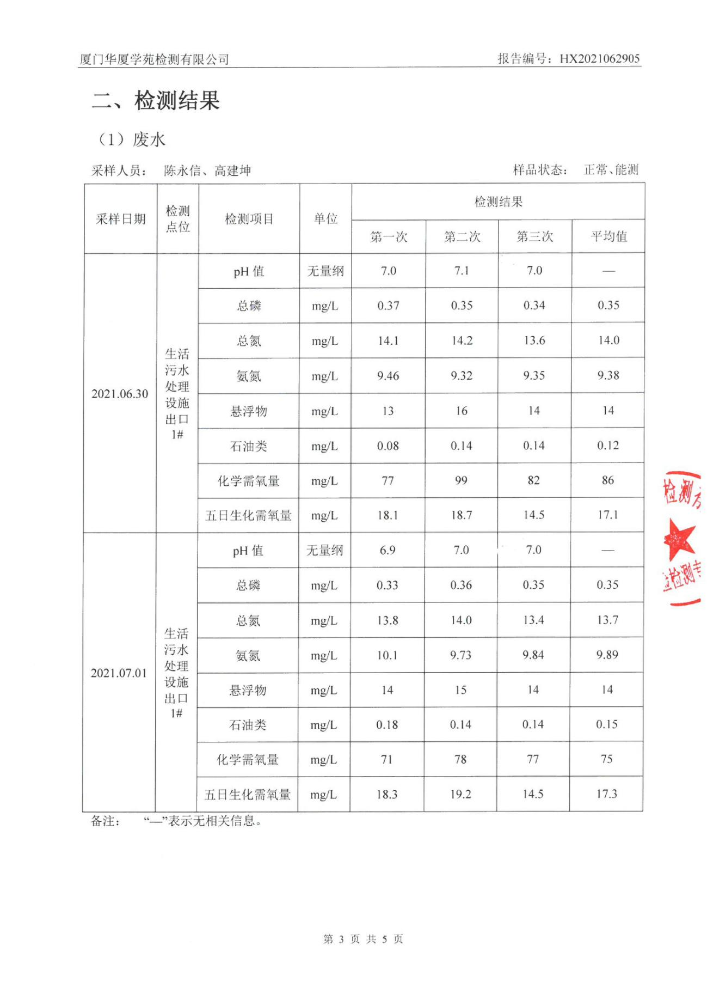 厦门华厦学苑检测有限公司 报告编号：HX2021062905
二、检测结果
（1）废水
采样人员： 陈永信、高建坤 样品状态： 正常、能测
采样日期 检测点位 检测项目 单位 检测结果
第一次 第二次 第三次 平均值
2021.06.30 生活污水处理设施出口1#
pH 值 无量纲 7.0 7.1 7.0 —
总磷 mg/L 0.37 0.35 0.34 0.35
总氮 mg/L 14.1 14.2 13.6 14.0
氨氮 mg/L 9.46 9.32 9.35 9.38
悬浮物 mg/L 13 16 14 14
石油类 mg/L 0.08 0.14 0.14 0.12
化学需氧量 mg/L 77 99 82 86
五日生化需氧量 mg/L 18.1 18.7 14.5 17.1
2021.07.01 生活污水处理设施出口1#
pH 值 无量纲 6.9 7.0 7.0 —
总磷 mg/L 0.33 0.36 0.35 0.35
总氮 mg/L 13.8 14.0 13.4 13.7
氨氮 mg/L 10.1 9.73 9.84 9.89
悬浮物 mg/L 14 15 14 14
石油类 mg/L 0.18 0.14 0.14 0.15
化学需氧量 mg/L 71 78 77 75
五日生化需氧量 mg/L 18.3 19.2 14.5 17.3
备注： “—”表示无相关信息。
检测
检测专
第 3 页 共 5 页